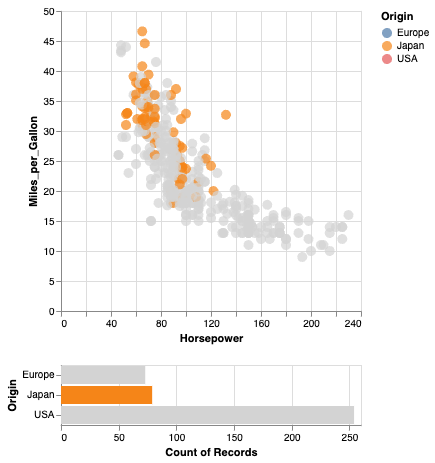 Origin
Europe
Japan
USA
Miles_per_Gallon
50
45
40
35
30
25
20
15
10
5
0
0 40 80 120 160 200 240
Horsepower
Origin
Europe
Japan
USA
0 50 100 150 200 250
Count of Records